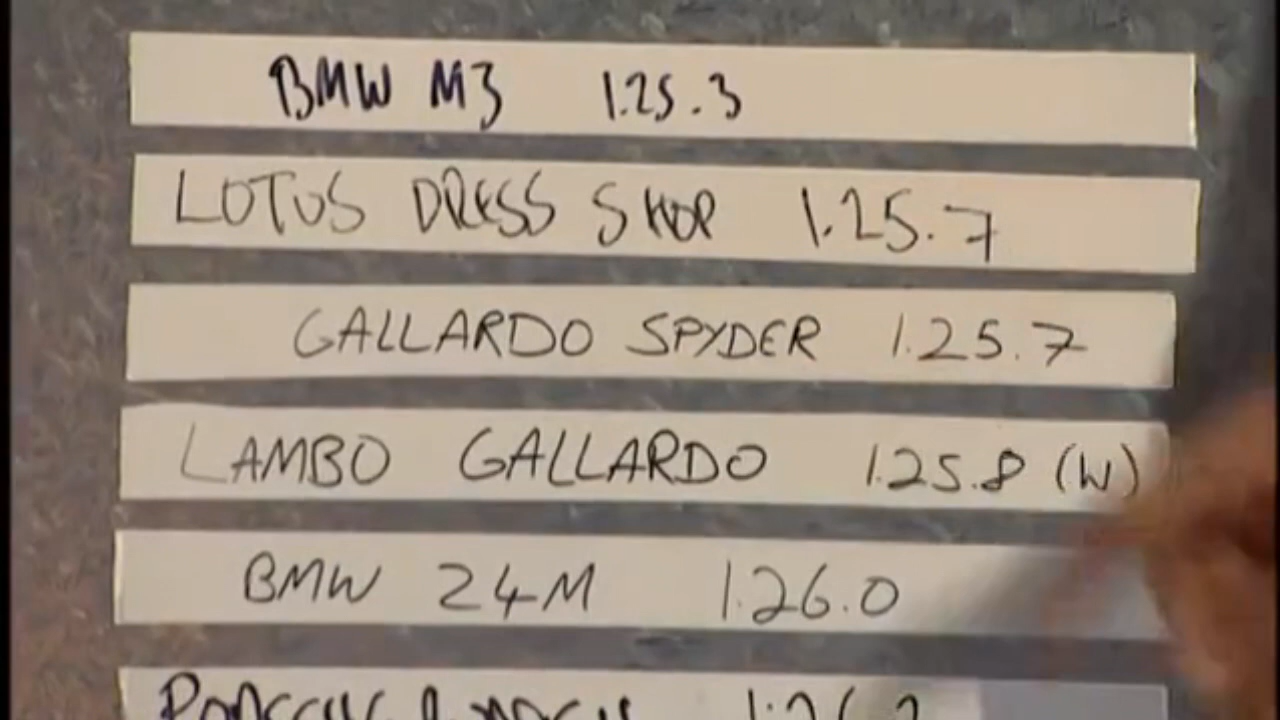 BMW M3 1.25.3
LOTUS DRESS SHOP 1.25.7
GALLARDO SPYDER 1.25.7
LAMBO GALLARDO 1.25.8 (W)
BMW Z4M 1.26.0